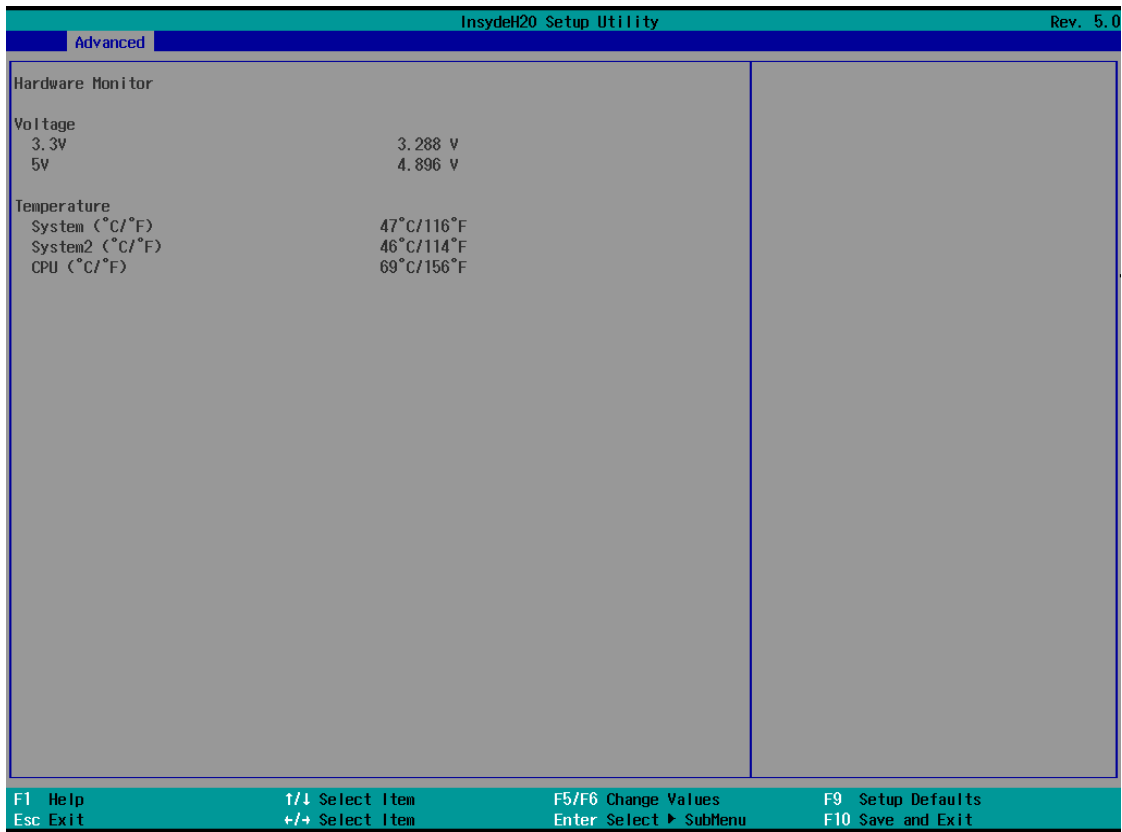 InsydeH20 Setup Utility Rev. 5.0
Advanced
Hardware Monitor
Voltage
3.3V 3.288 V
5V 4.896 V
Temperature
System (°C/°F) 47°C/116°F
System2 (°C/°F) 46°C/114°F
CPU (°C/°F) 69°C/156°F
F1 Help ↑/↓ Select Item F5/F6 Change Values F9 Setup Defaults
Esc Exit ←/→ Select Item Enter Select ▶ SubMenu F10 Save and Exit